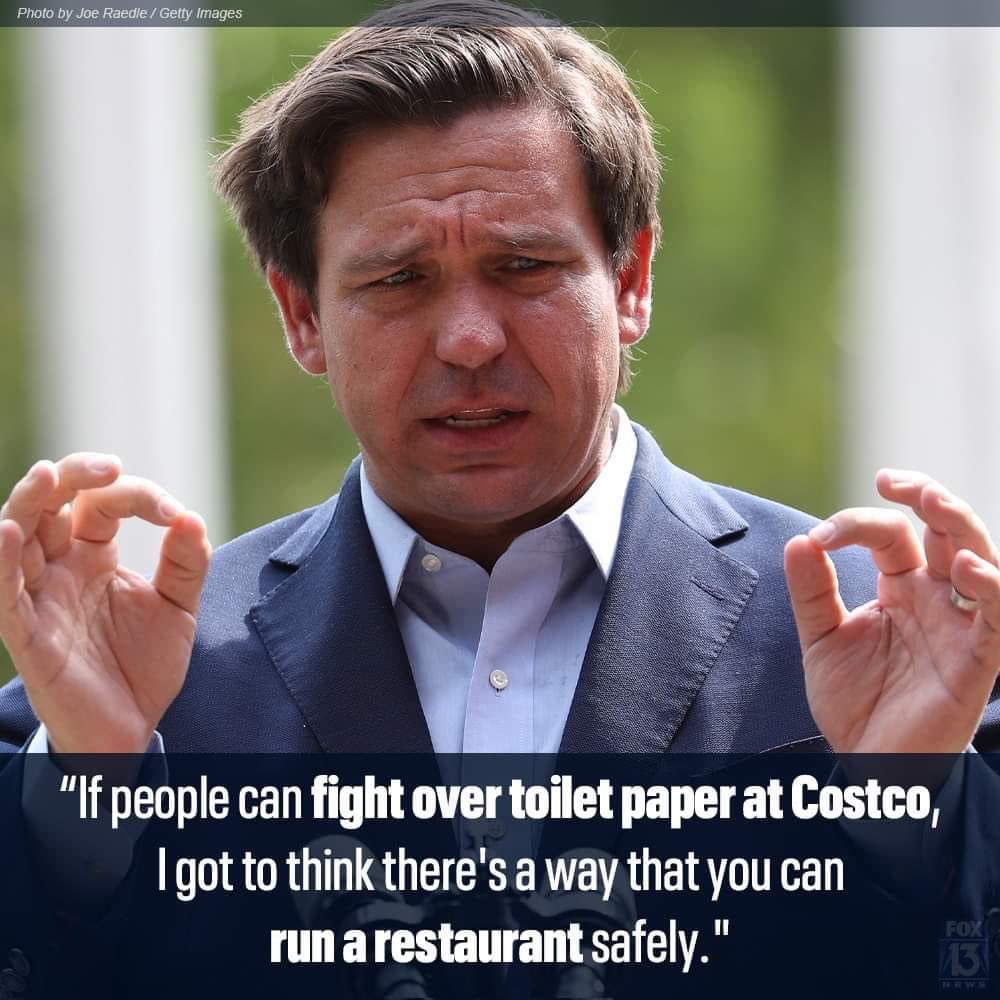 Photo by Joe Raedle / Getty Images
“If people can fight over toilet paper at Costco,
I got to think there's a way that you can
run a restaurant safely. "
FOX
13
NEWS